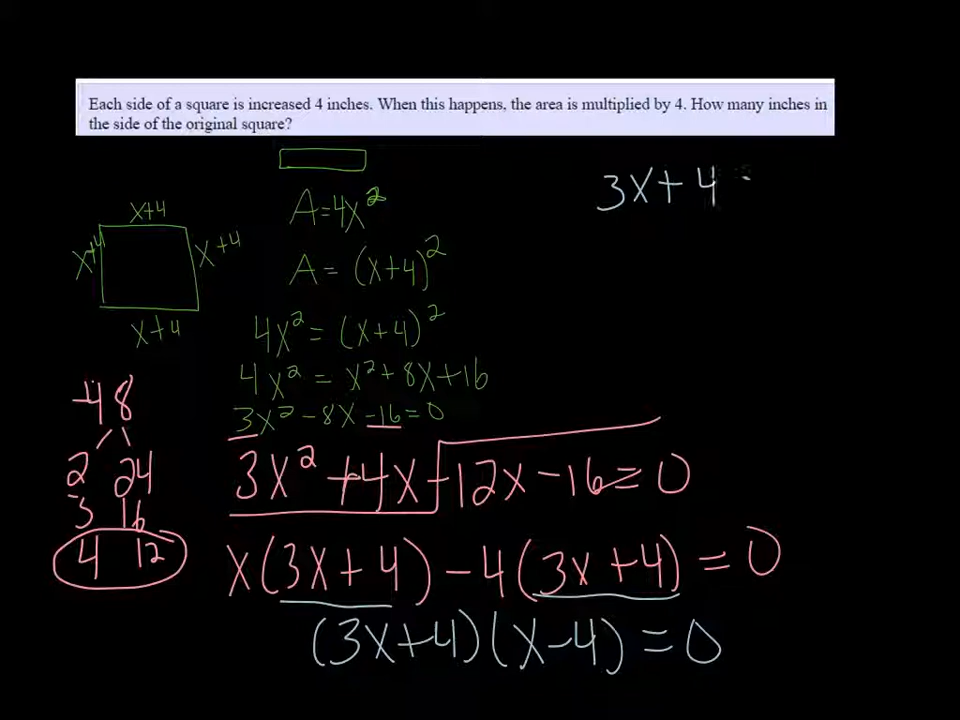 Each side of a square is increased 4 inches. When this happens, the area is multiplied by 4. How many inches in
the side of the original square?
3x+4 =
A=4x²
x+4
x+4
x+4
A = (x+4)²
x+4
4x² = (x+4)²
4x² = x²+8x+16
3x²-8x-16=0
-48
2 24
3 16
4 12
3x²+4x-12x-16=0
x(3x+4)-4(3x+4)=0
(3x+4)(x-4)=0